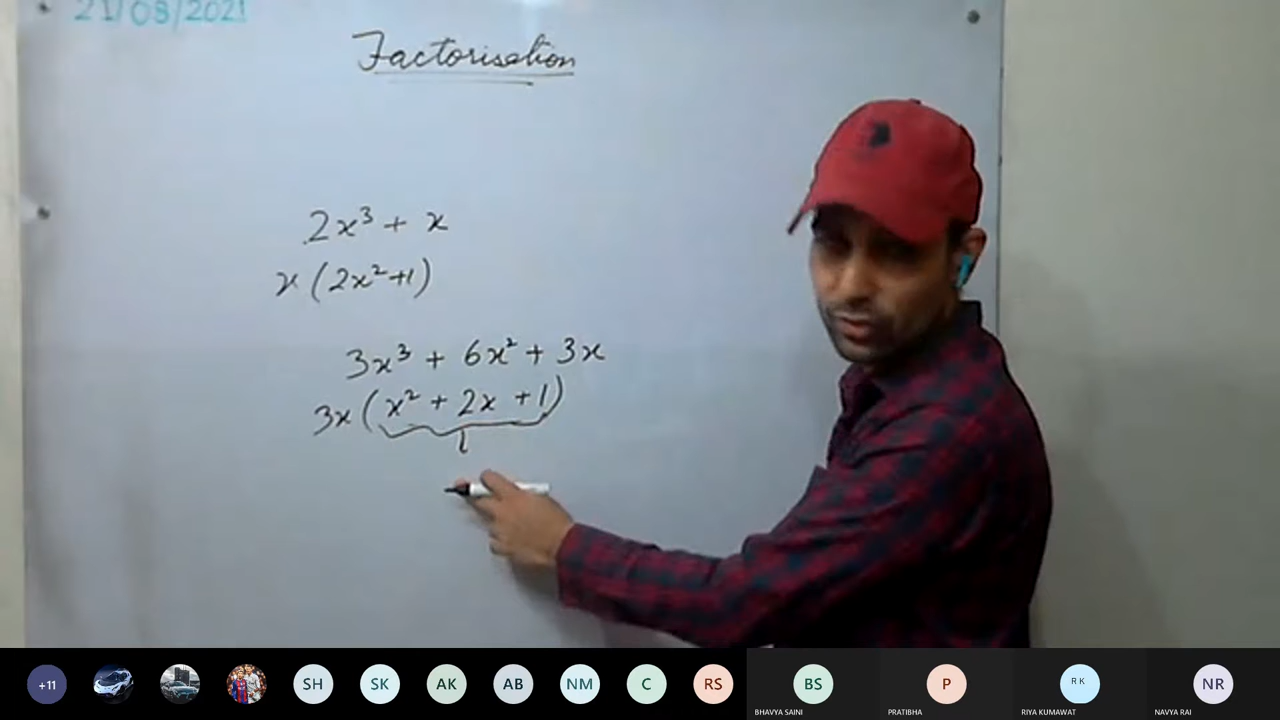 21/08/2021
Factorisation
2x³ + x
x (2x²+1)
3x³ + 6x² + 3x
3x (x² + 2x + 1)
+11 SH SK AK AB NM C RS BS P R K NR
BHAVYA SAINI PRATIBHA RIYA KUMAWAT NAVYA RAI